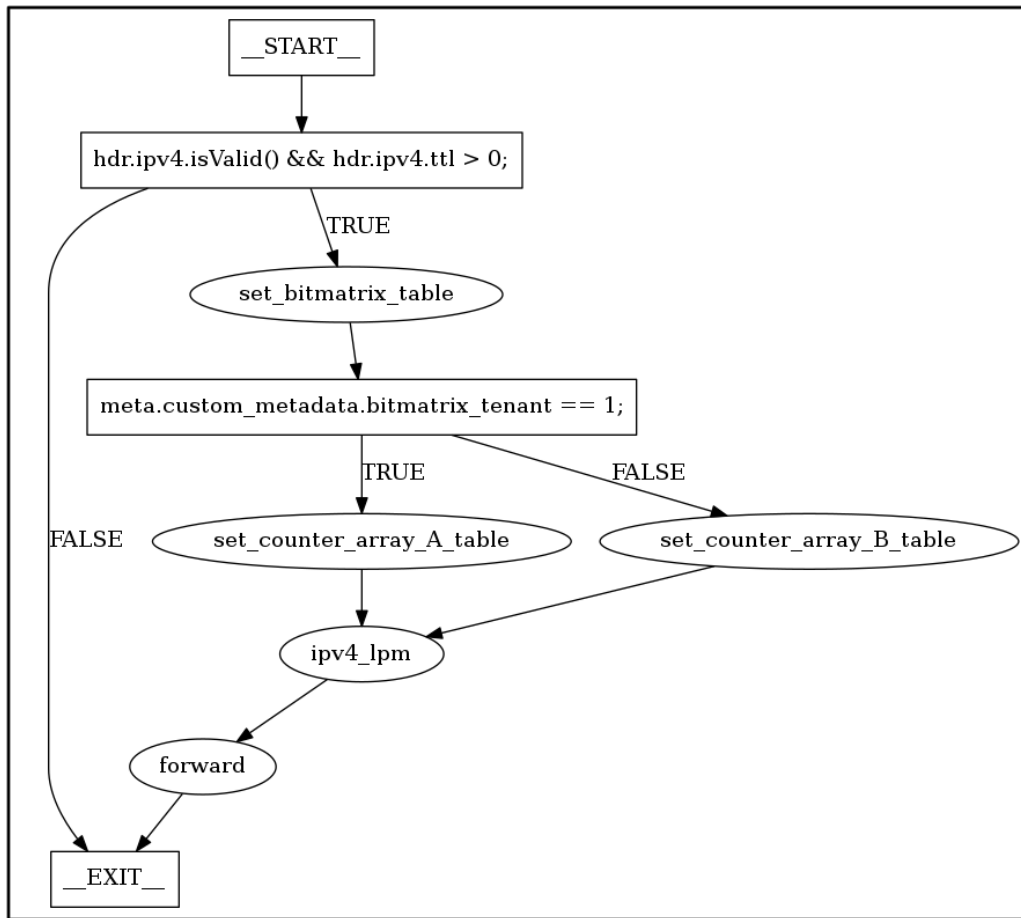 __START__
hdr.ipv4.isValid() && hdr.ipv4.ttl > 0;
TRUE
set_bitmatrix_table
meta.custom_metadata.bitmatrix_tenant == 1;
TRUE
FALSE
FALSE
set_counter_array_A_table
set_counter_array_B_table
ipv4_lpm
forward
__EXIT__